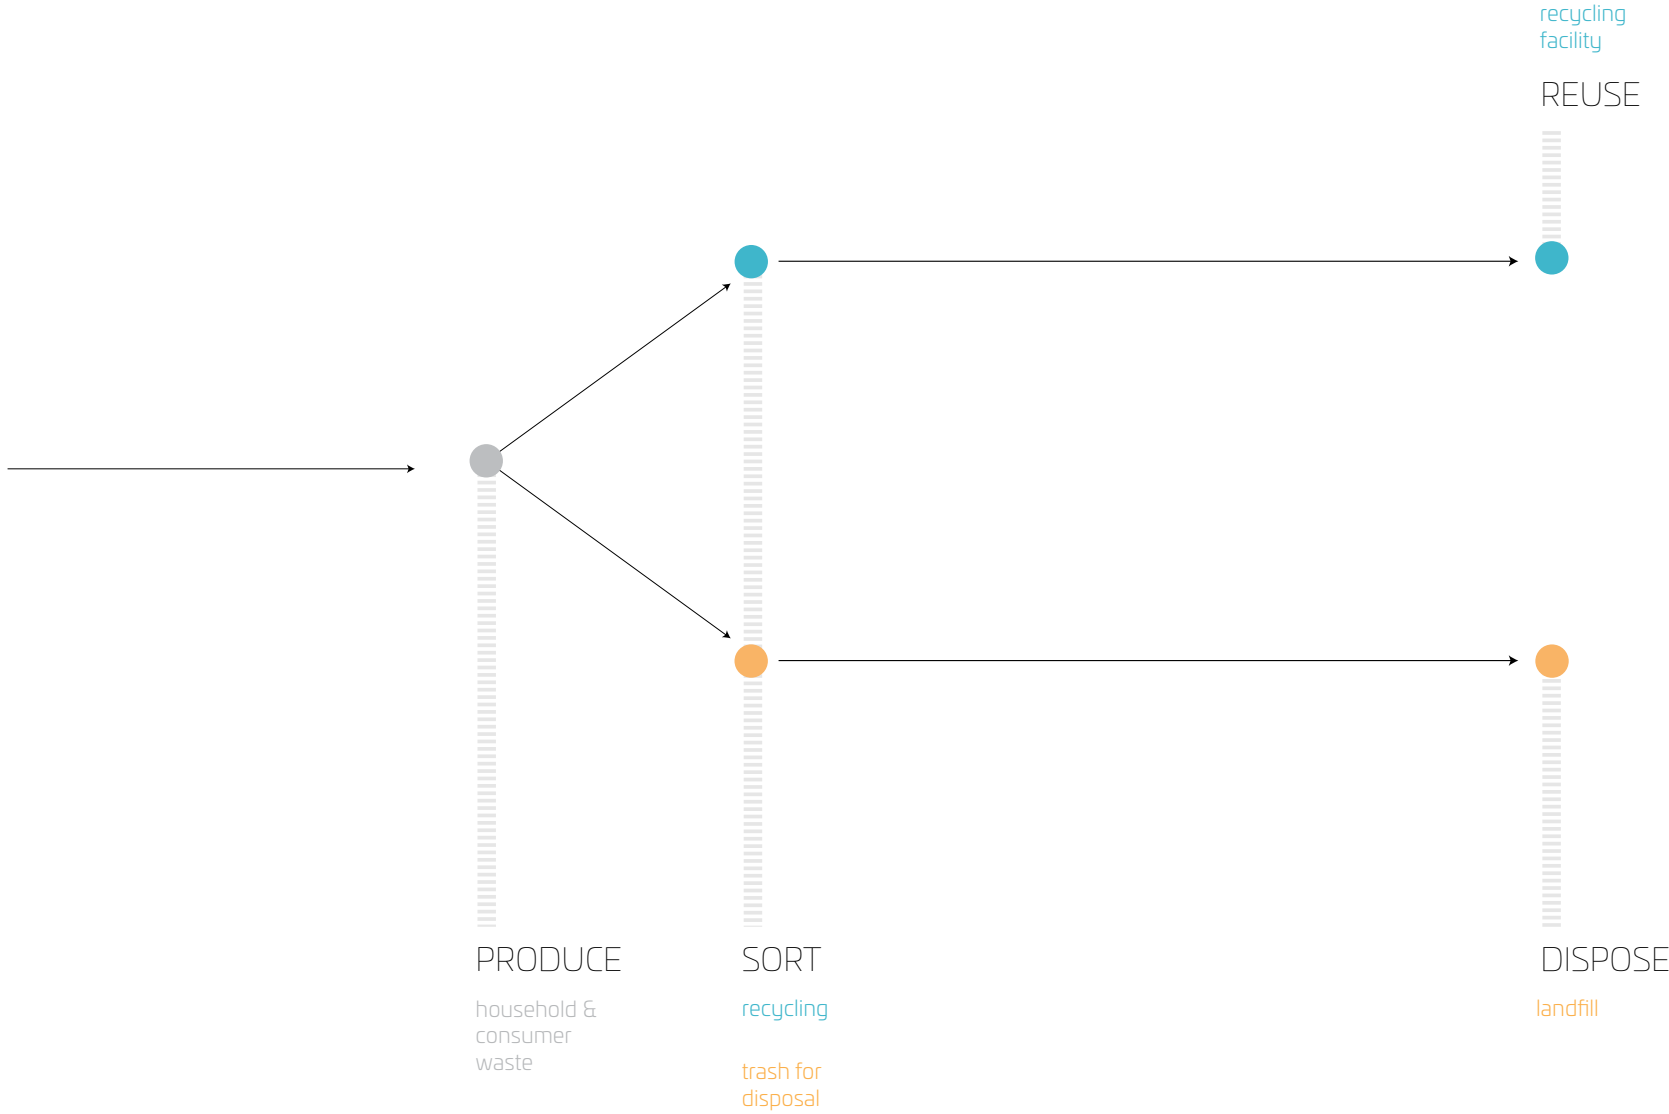 recycling
facility
REUSE
PRODUCE
household &
consumer
waste
SORT
recycling
trash for
disposal
DISPOSE
landfill